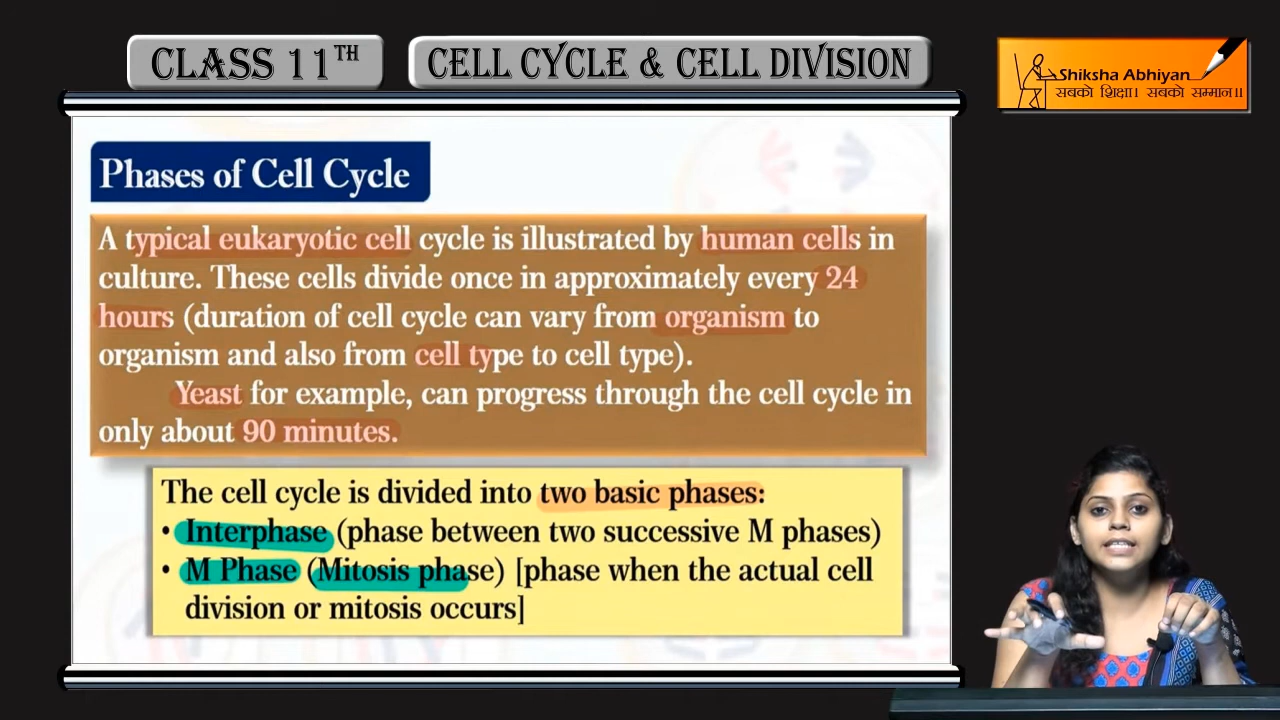 CLASS 11TH
CELL CYCLE & CELL DIVISION
Shiksha Abhiyan
सबको शिक्षा। सबको सम्मान॥
Phases of Cell Cycle
A typical eukaryotic cell cycle is illustrated by human cells in
culture. These cells divide once in approximately every 24
hours (duration of cell cycle can vary from organism to
organism and also from cell type to cell type).
Yeast for example, can progress through the cell cycle in
only about 90 minutes.
The cell cycle is divided into two basic phases:
• Interphase (phase between two successive M phases)
• M Phase (Mitosis phase) [phase when the actual cell
division or mitosis occurs]